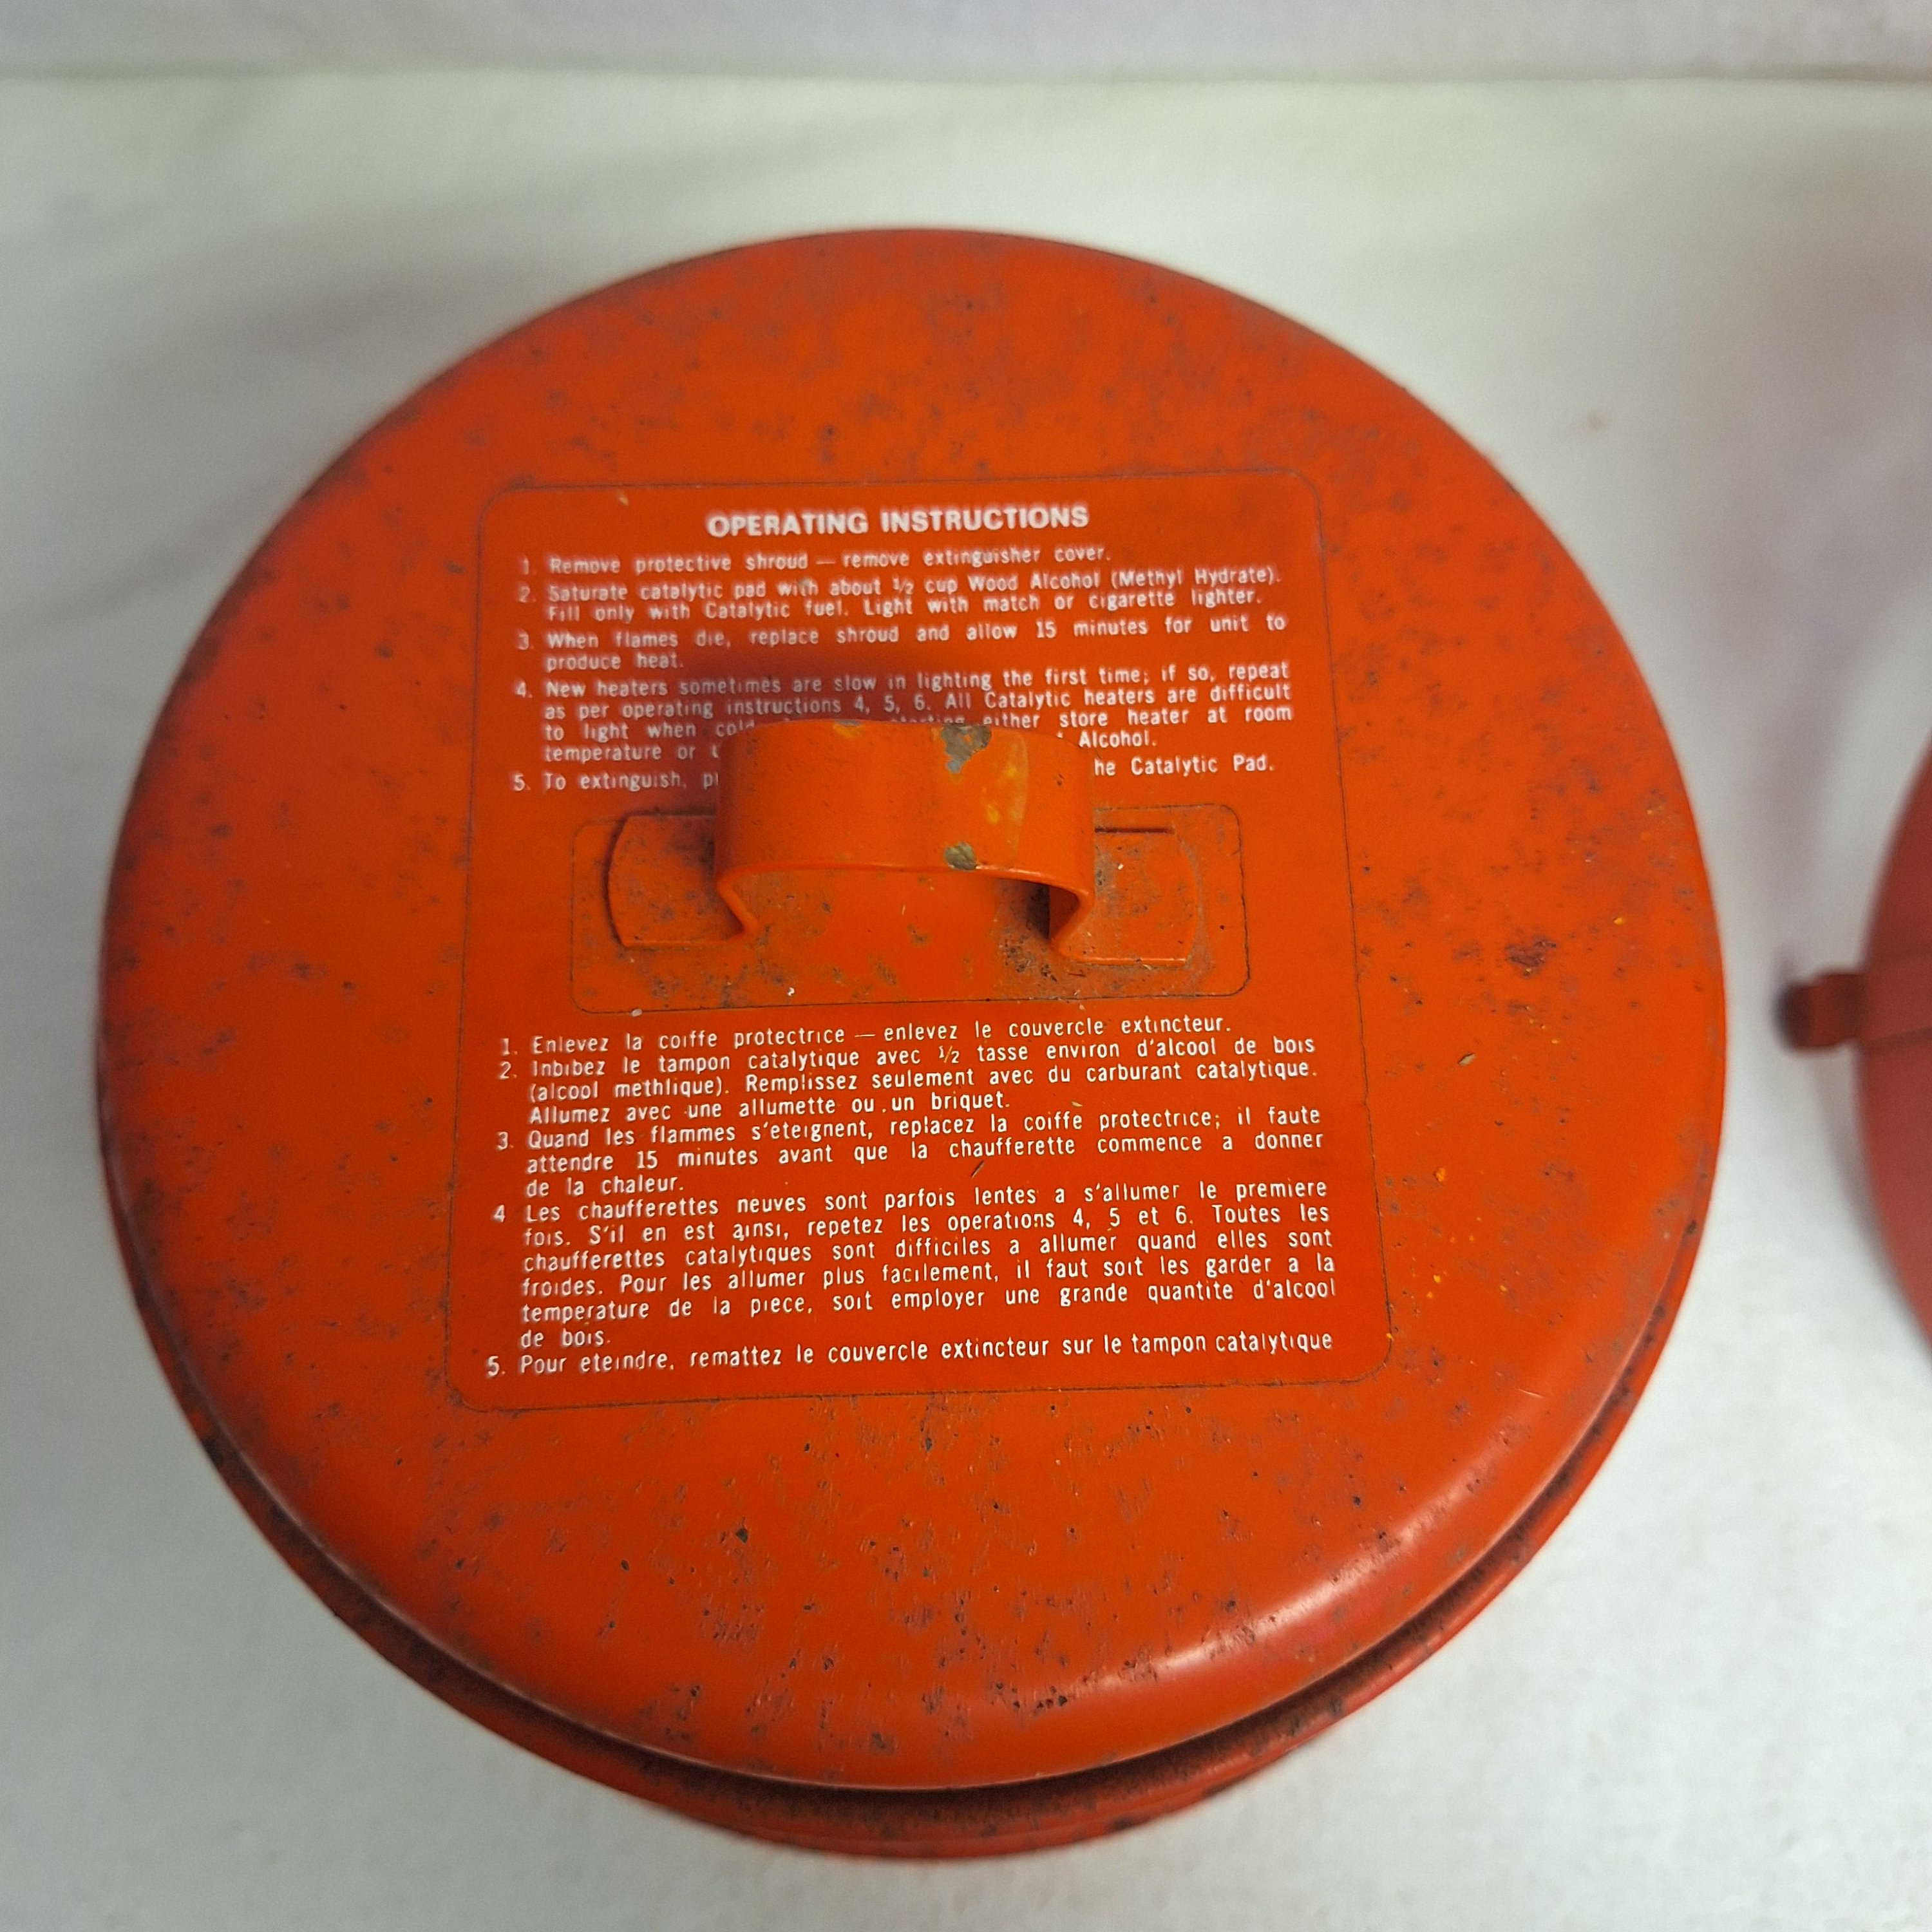 OPERATING INSTRUCTIONS
1. Remove protective shroud — remove extinguisher cover.
2. Saturate catalytic pad with about ½ cup Wood Alcohol (Methyl Hydrate).
Fill only with Catalytic fuel. Light with match or cigarette lighter.
3. When flames die, replace shroud and allow 15 minutes for unit to
produce heat.
4. New heaters sometimes are slow in lighting the first time; if so, repeat
as per operating instructions 4, 5, 6. All Catalytic heaters are difficult
to light when cold starting either store heater at room
temperature or Alcohol.
5. To extinguish, Catalytic Pad.
1. Enlevez la coiffe protectrice — enlevez le couvercle extincteur.
2. Inbibez le tampon catalytique avec ½ tasse environ d'alcool de bois
(alcool methlique). Remplissez seulement avec du carburant catalytique.
Allumez avec une allumette ou un briquet.
3. Quand les flammes s'eteignent, replacez la coiffe protectrice; il faute
attendre 15 minutes avant que la chaufferette commence a donner
de la chaleur.
4 Les chaufferettes neuves sont parfois lentes a s'allumer le premiere
fois. S'il en est ainsi, repetez les operations 4, 5 et 6. Toutes les
chaufferettes catalytiques sont difficiles a allumer quand elles sont
froides. Pour les allumer plus facilement, il faut soit les garder a la
temperature de la piece, soit employer une grande quantite d'alcool
de bois.
5. Pour eteindre, remattez le couvercle extincteur sur le tampon catalytique